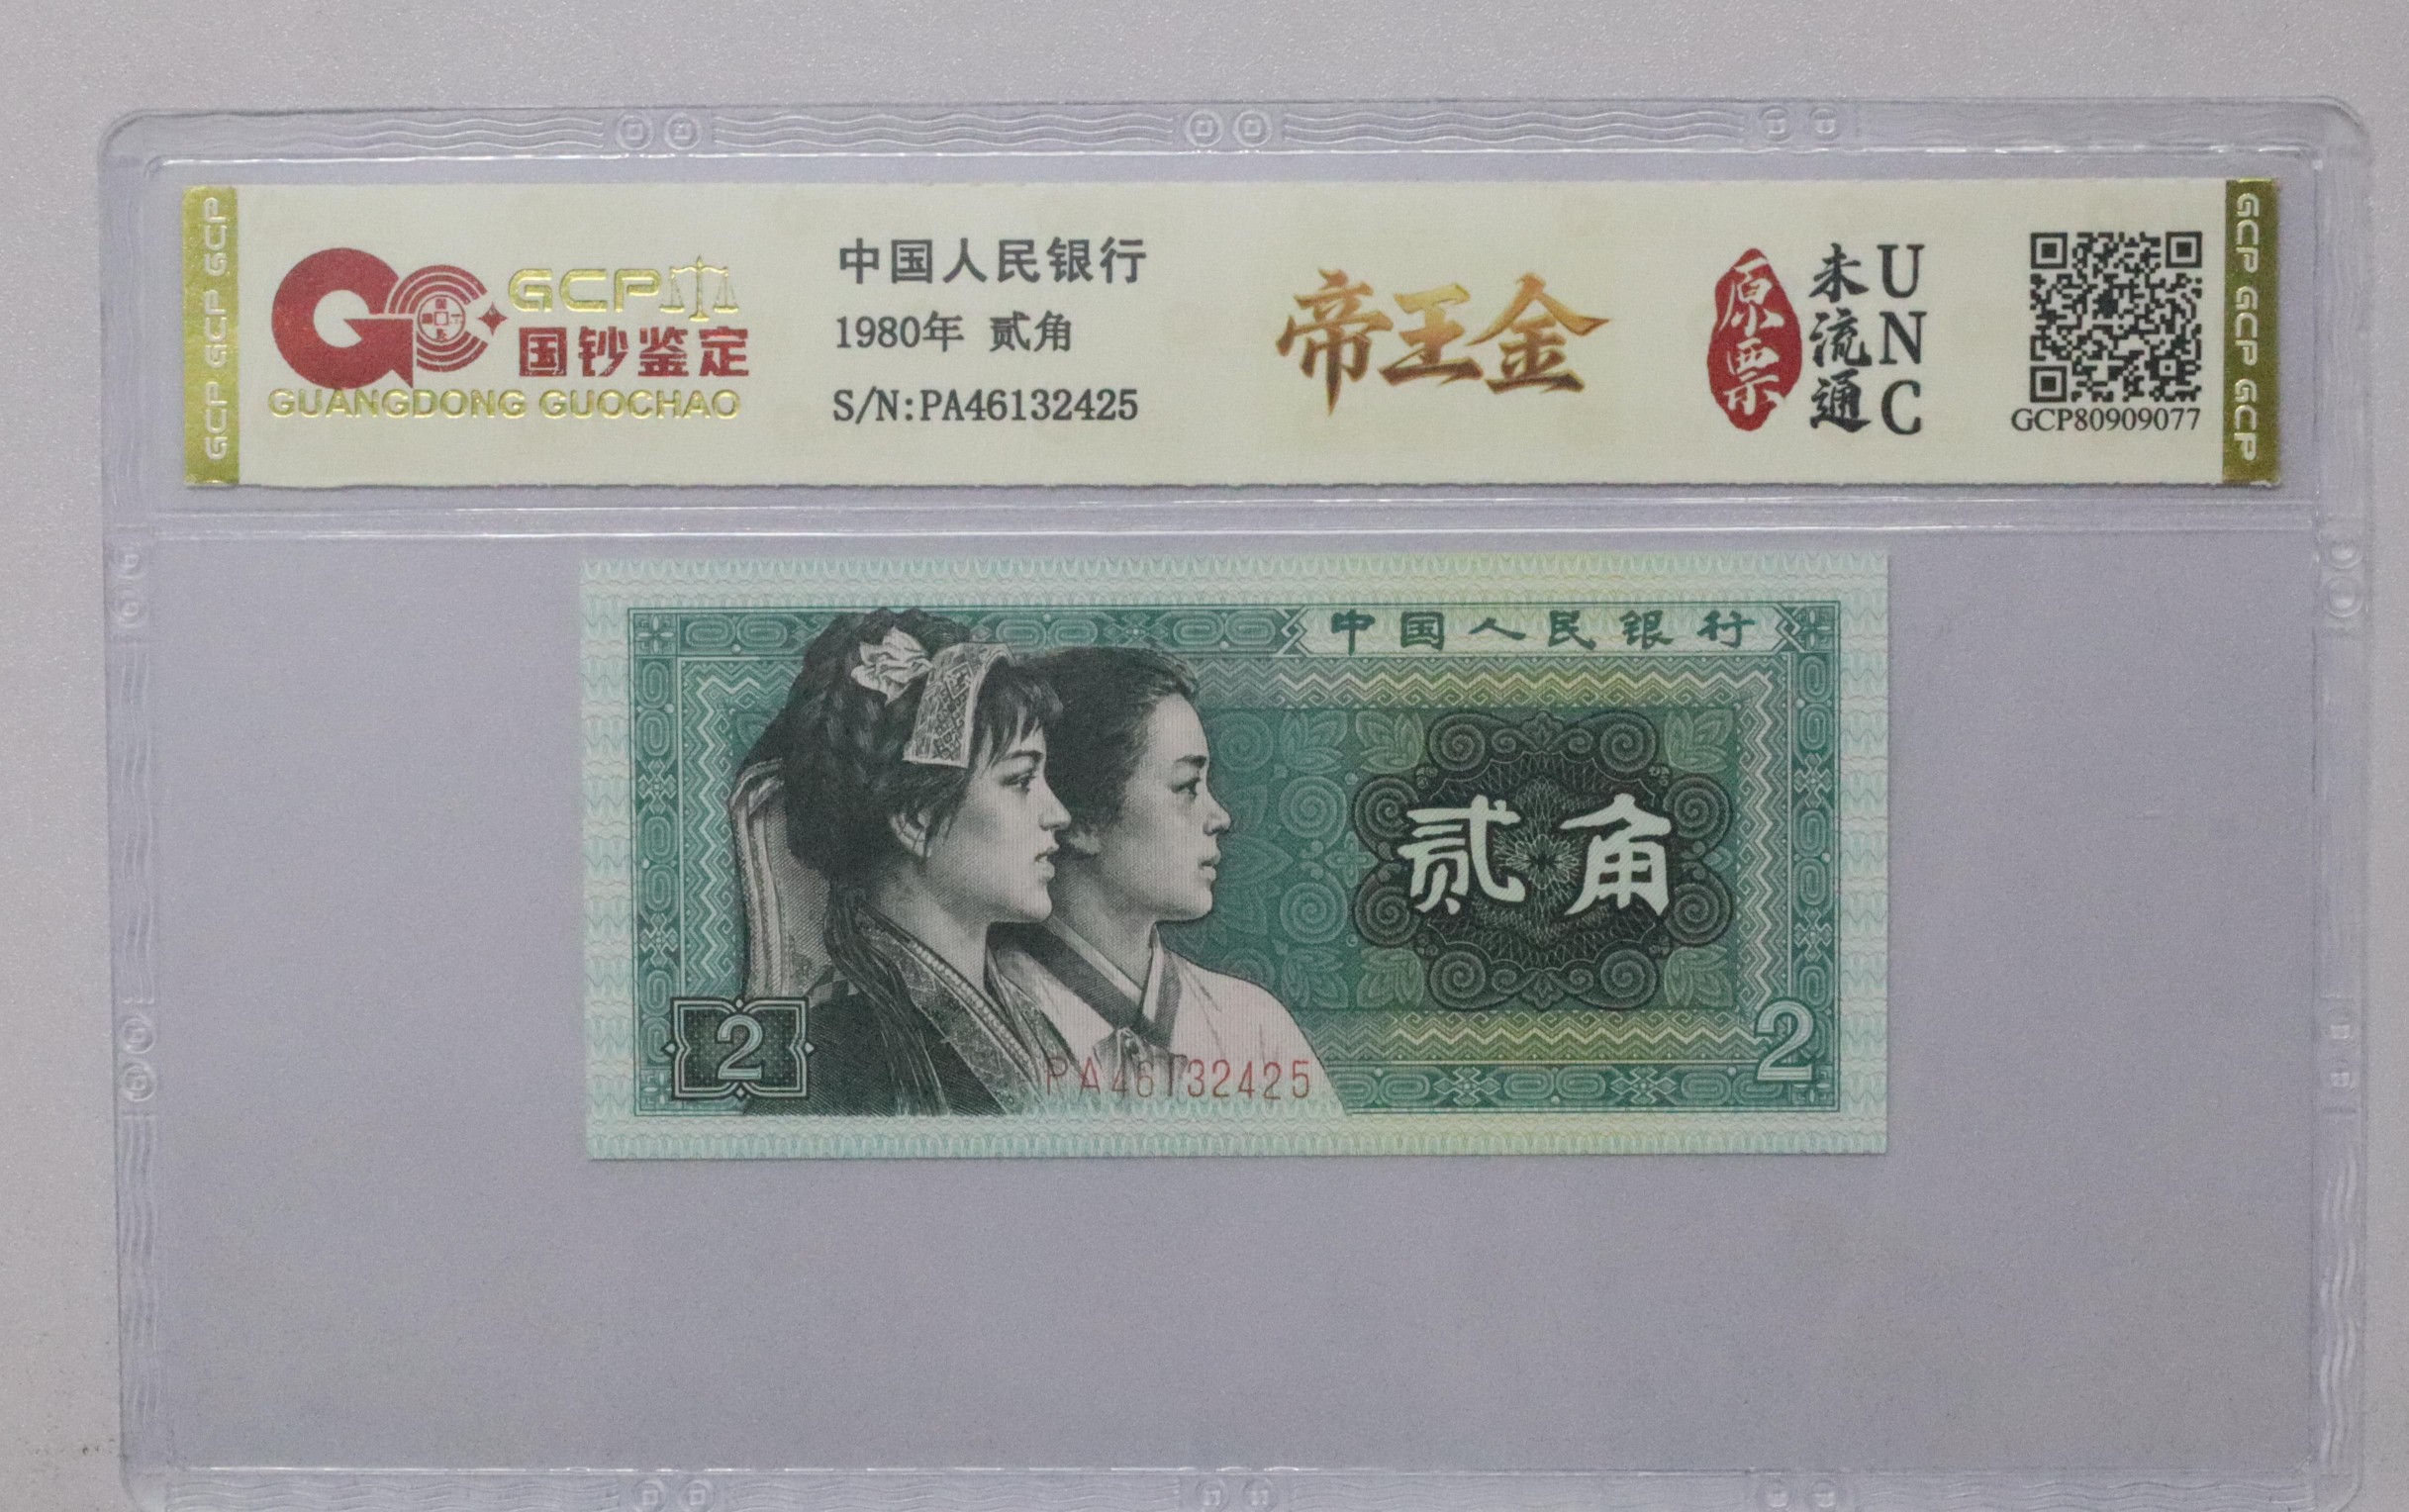 GCP
国钞鉴定
GUANGDONG GUOCHAO
中国人民银行
1980年 贰角
S/N:PA46132425
帝王金
原票
未流通
UNC
GCP80909077
GCP GCP GCP
GCP GCP GCP
中国人民银行
贰角
2
2
PA46132425